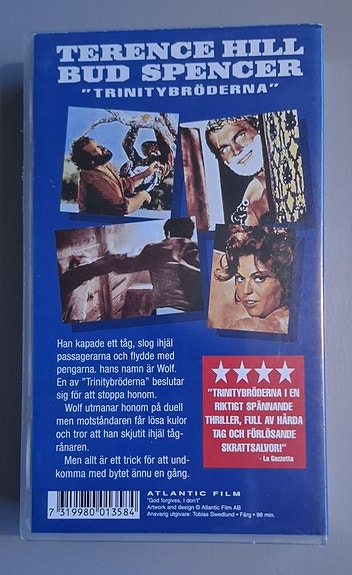 TERENCE HILL
BUD SPENCER
"TRINITYBRÖDERNA"
Han kapade ett tåg, slog ihjäl
passagerarna och flydde med
pengarna. hans namn är Wolf.
En av "Trinitybröderna" beslutar
sig för att stoppa honom.
Wolf utmanar honom på duell
men motståndaren får lösa kulor
och tror att han skjutit ihjäl tåg-
rånaren.
Men allt är ett trick för att und-
komma med bytet ännu en gång.
"TRINITYBRÖDERNA I EN
RIKTIGT SPÄNNANDE
THRILLER, FULL AV HÅRDA
TAG OCH FÖRLÖSANDE
SKRATTSALVOR!"
- La Gazzetta
7 319980 013584
ATLANTIC FILM
"God forgives, I don't"
Artwork and design © Atlantic Film AB
Ansvarig utgivare: Tobias Swedlund • Färg • 98 min.